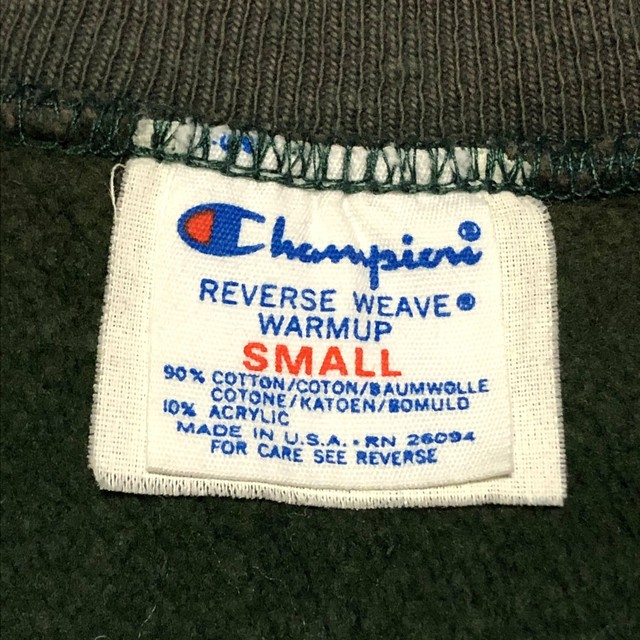 Champion
REVERSE WEAVE®
WARMUP
SMALL
90% COTTON/COTON/BAUMWOLLE
COTONE/KATOEN/BOMULD
10% ACRYLIC
MADE IN U.S.A. • RN 26094
FOR CARE SEE REVERSE